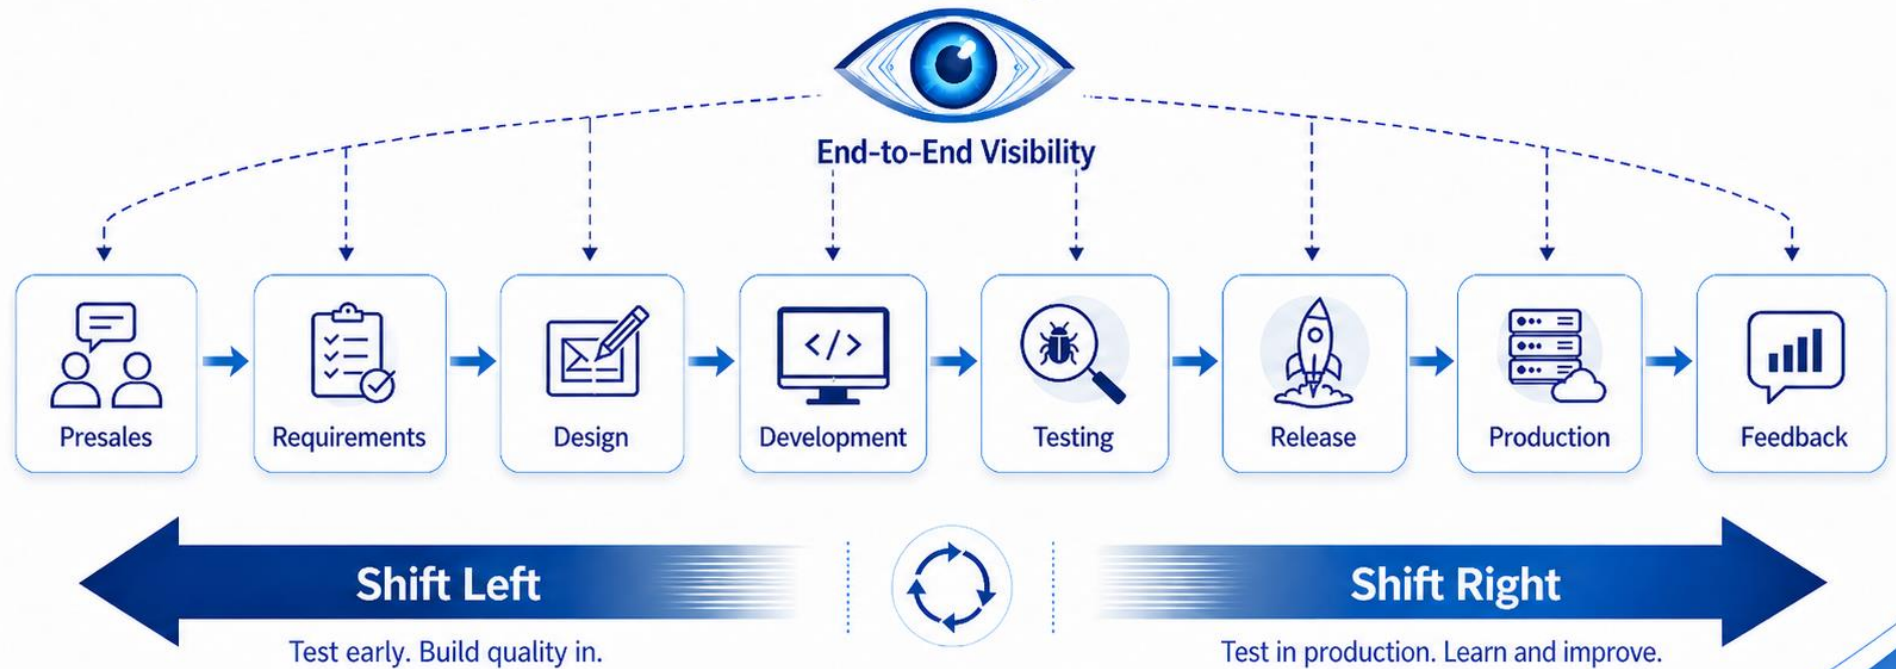 End-to-End Visibility
Presales
Requirements
Design
Development
</>
Testing
Release
Production
Feedback
Shift Left
Shift Right
Test early. Build quality in.
Test in production. Learn and improve.